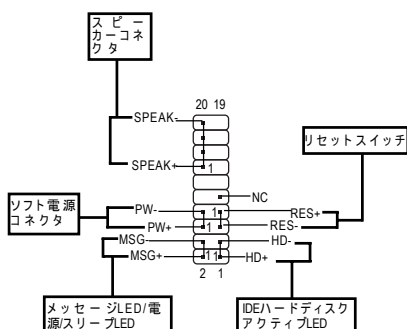 スピー
カーコネ
クタ
20 19
SPEAK-
リセットスイッチ
SPEAK+
1
ソフト電源
コネクタ
NC
PW-
1
RES+
PW+
1
RES-
MSG-
HD-
MSG+
1
1
HD+
2 1
メッセージLED/電
源/スリープLED
IDEハードディスク
アクティブLED